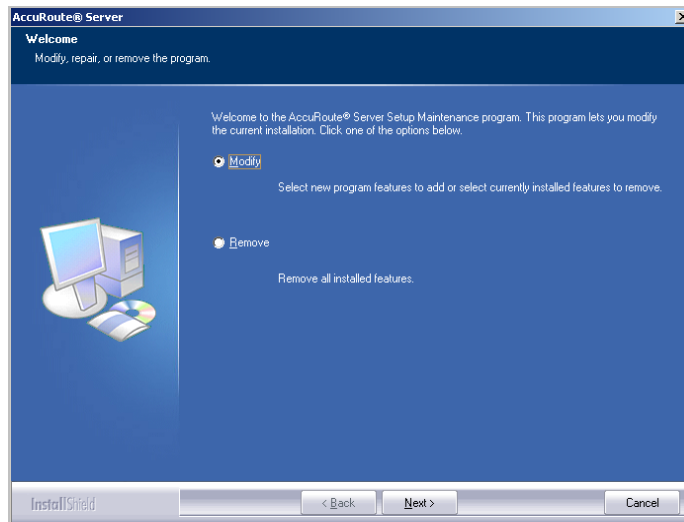 AccuRoute® Server
Welcome
Modify, repair, or remove the program.
Welcome to the AccuRoute® Server Setup Maintenance program. This program lets you modify
the current installation. Click one of the options below.
Modify
Select new program features to add or select currently installed features to remove.
Remove
Remove all installed features.
InstallShield
< Back
Next >
Cancel